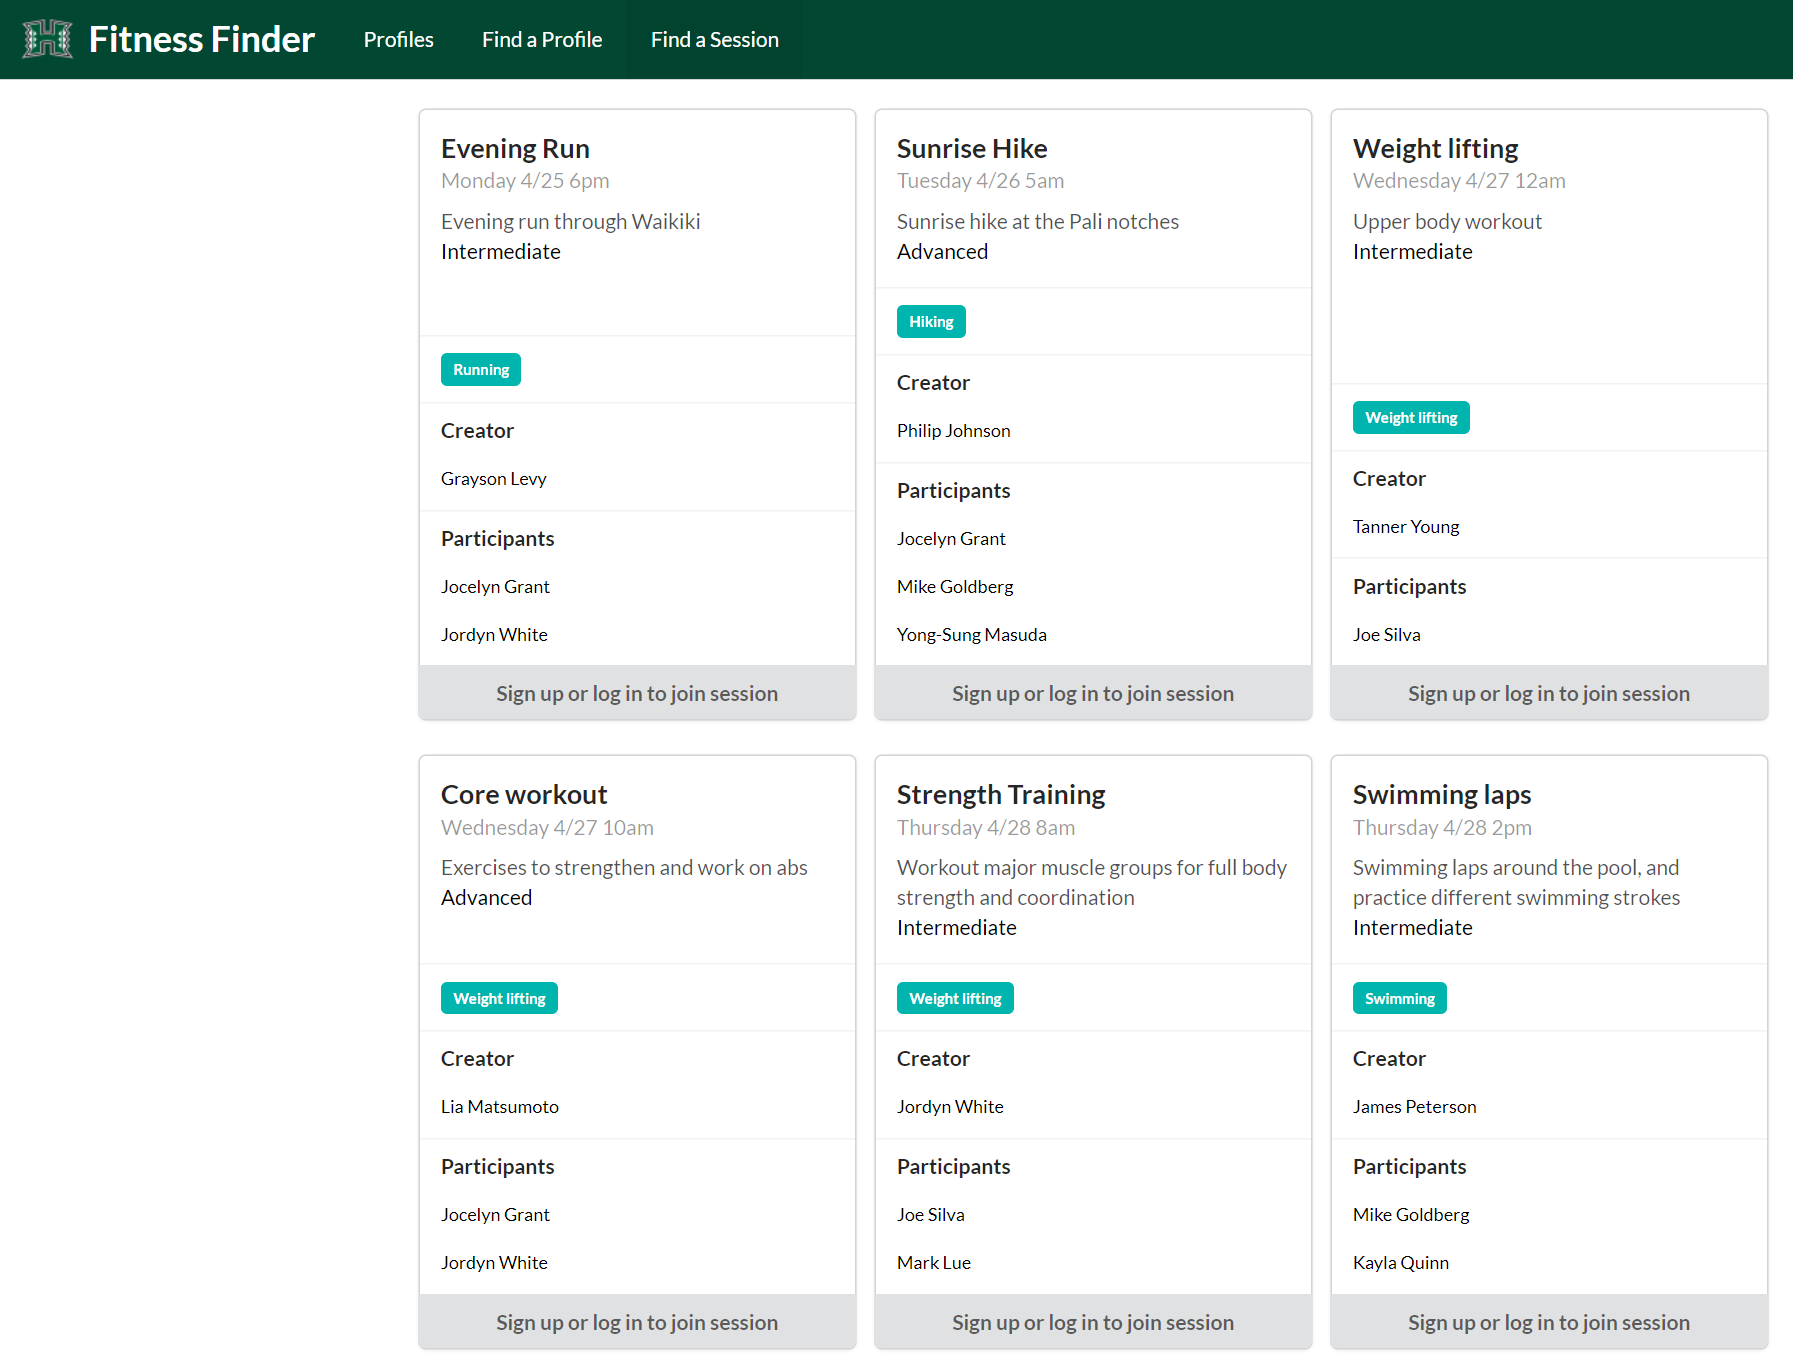 Fitness Finder
Profiles
Find a Profile
Find a Session
Evening Run
Monday 4/25 6pm
Evening run through Waikiki
Intermediate
Running
Creator
Grayson Levy
Participants
Jocelyn Grant
Jordyn White
Sign up or log in to join session
Sunrise Hike
Tuesday 4/26 5am
Sunrise hike at the Pali notches
Advanced
Hiking
Creator
Philip Johnson
Participants
Jocelyn Grant
Mike Goldberg
Yong-Sung Masuda
Sign up or log in to join session
Weight lifting
Wednesday 4/27 12am
Upper body workout
Intermediate
Weight lifting
Creator
Tanner Young
Participants
Joe Silva
Sign up or log in to join session
Core workout
Wednesday 4/27 10am
Exercises to strengthen and work on abs
Advanced
Weight lifting
Creator
Lia Matsumoto
Participants
Jocelyn Grant
Jordyn White
Sign up or log in to join session
Strength Training
Thursday 4/28 8am
Workout major muscle groups for full body
strength and coordination
Intermediate
Weight lifting
Creator
Jordyn White
Participants
Joe Silva
Mark Lue
Sign up or log in to join session
Swimming laps
Thursday 4/28 2pm
Swimming laps around the pool, and
practice different swimming strokes
Intermediate
Swimming
Creator
James Peterson
Participants
Mike Goldberg
Kayla Quinn
Sign up or log in to join session